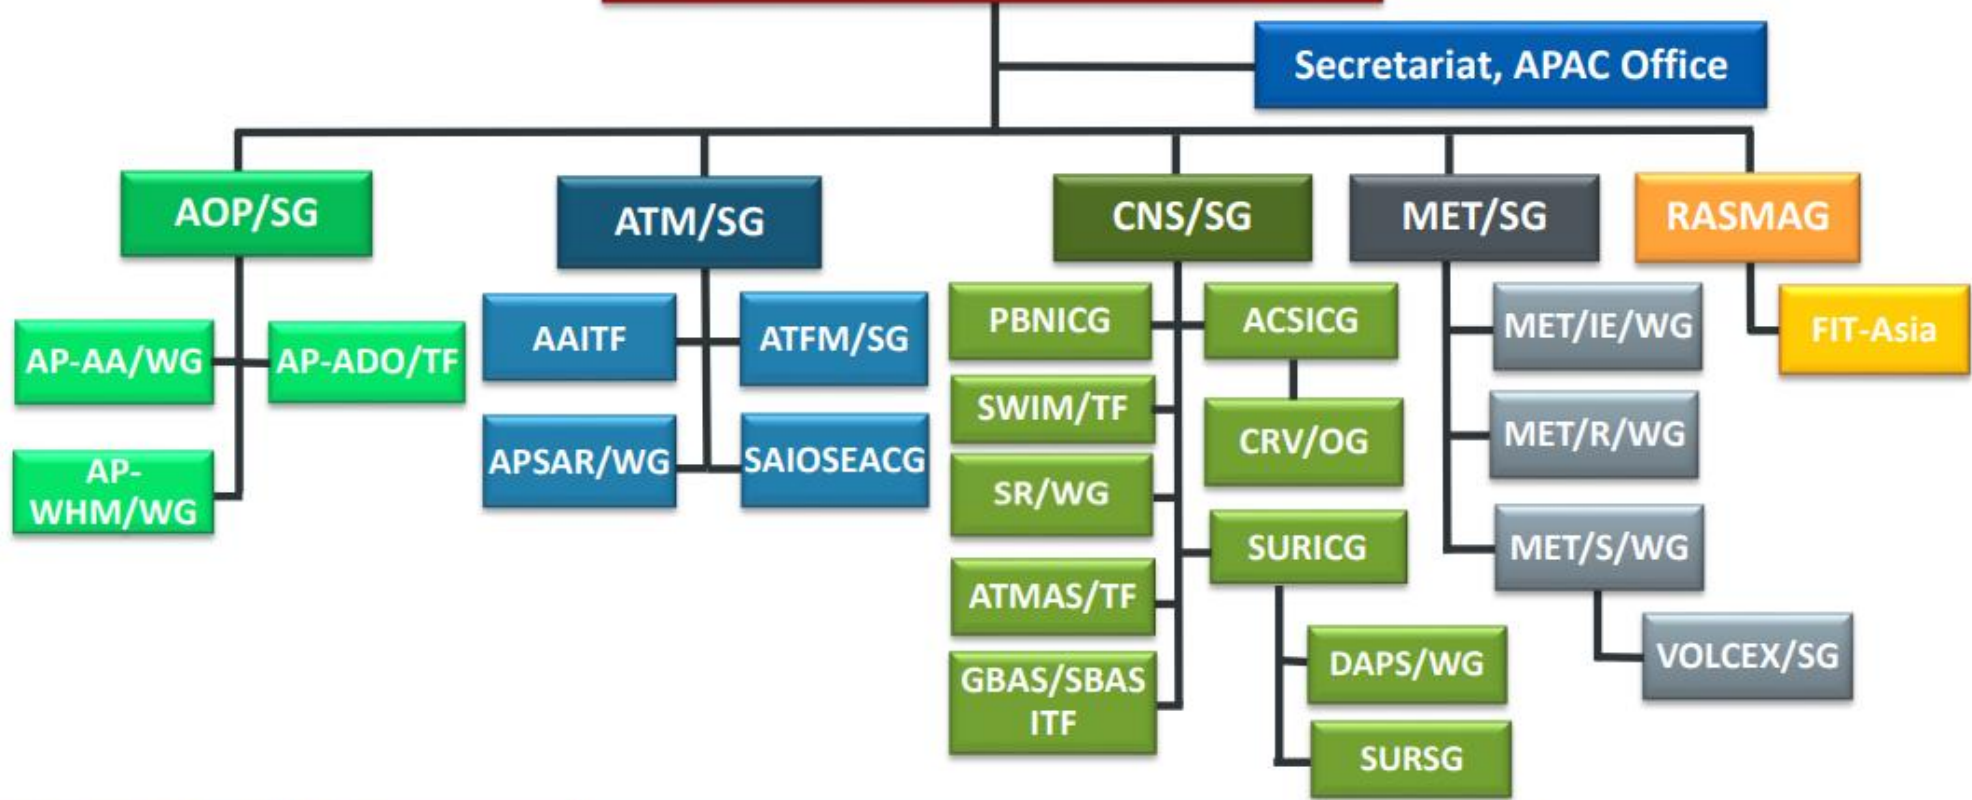 Secretariat, APAC Office
AOP/SG
ATM/SG
CNS/SG
MET/SG
RASMAG
AP-AA/WG
AP-ADO/TF
AP-
WHM/WG
AAITF
ATFM/SG
APSAR/WG
SAIOSEACG
PBNICG
ACSICG
SWIM/TF
CRV/OG
SR/WG
SURICG
ATMAS/TF
DAPS/WG
GBAS/SBAS
ITF
SURSG
MET/IE/WG
MET/R/WG
MET/S/WG
VOLCEX/SG
FIT-Asia